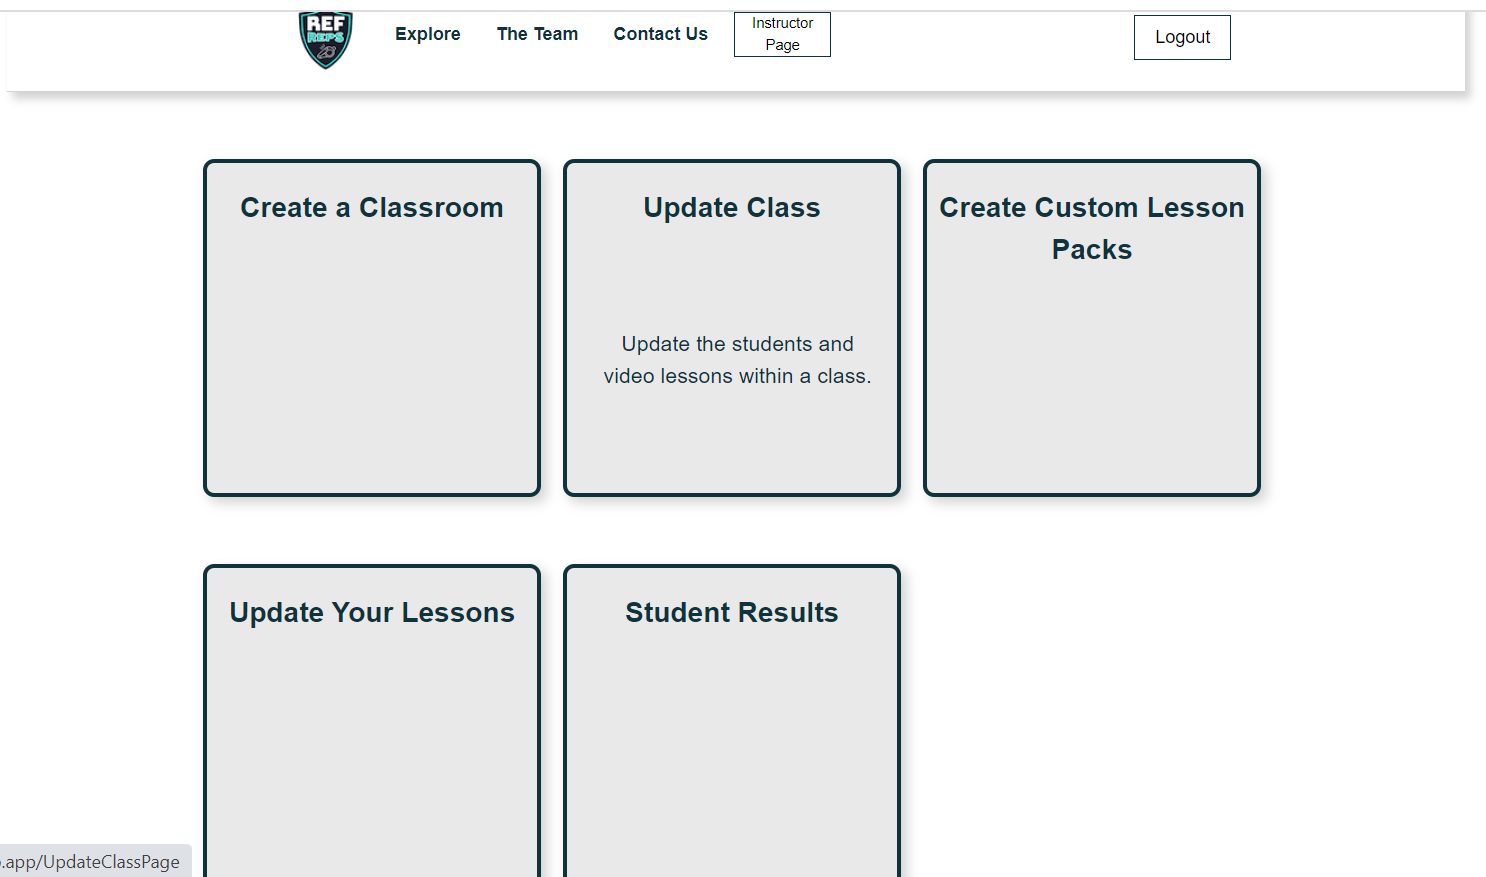 REF
REPS
Explore
The Team
Contact Us
Instructor
Page
Logout
Create a Classroom
Update Class
Update the students and
video lessons within a class.
Create Custom Lesson
Packs
Update Your Lessons
Student Results
.app/UpdateClassPage